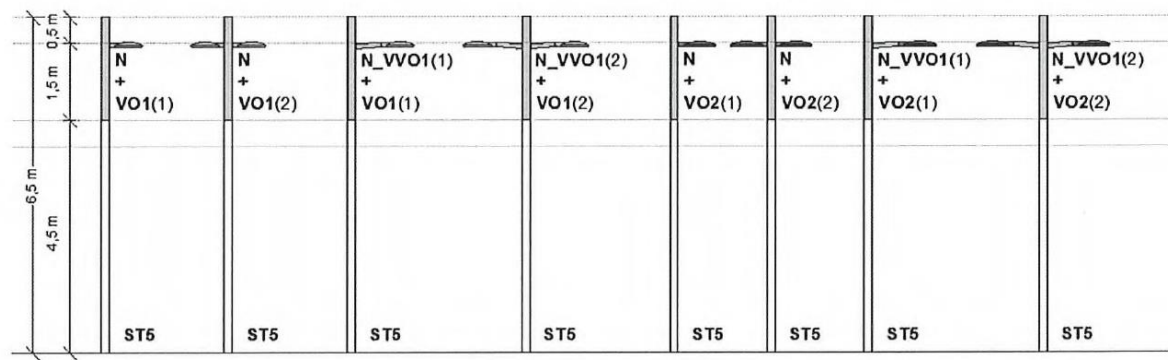 0,5 m
1,5 m
6,5 m
4,5 m
N
+
VO1(1)
N
+
VO1(2)
N_VVO1(1)
+
VO1(1)
N_VVO1(2)
+
VO1(2)
N
+
VO2(1)
N
+
VO2(2)
N_VVO1(1)
+
VO2(1)
N_VVO1(2)
+
VO2(2)
ST5
ST5
ST5
ST5
ST5
ST5
ST5
ST5